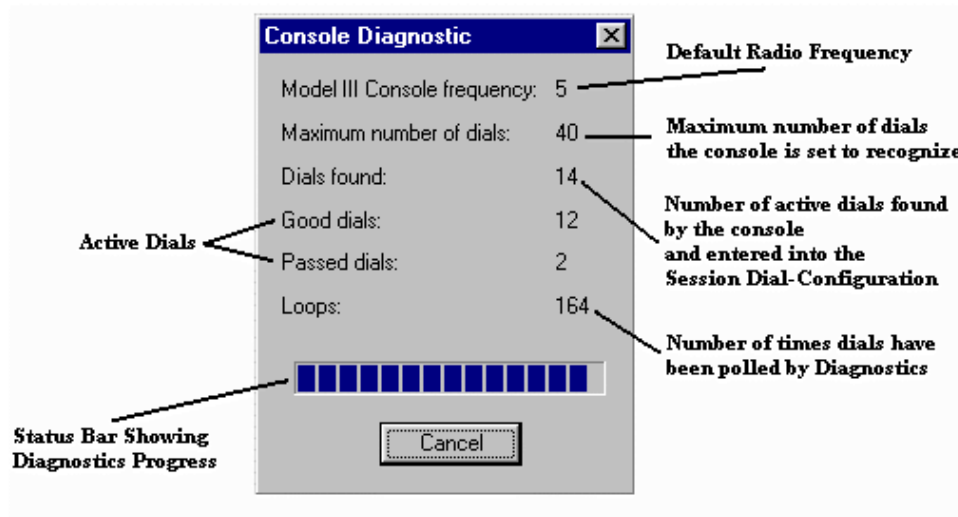 Console Diagnostic
Default Radio Frequency
Model III Console frequency: 5
Maximum number of dials: 40
Maximum number of dials
the console is set to recognize
Dials found: 14
Number of active dials found
by the console
and entered into the
Session Dial-Configuration
Active Dials
Good dials: 12
Passed dials: 2
Loops: 164
Number of times dials have
been polled by Diagnostics
Status Bar Showing
Diagnostics Progress
Cancel